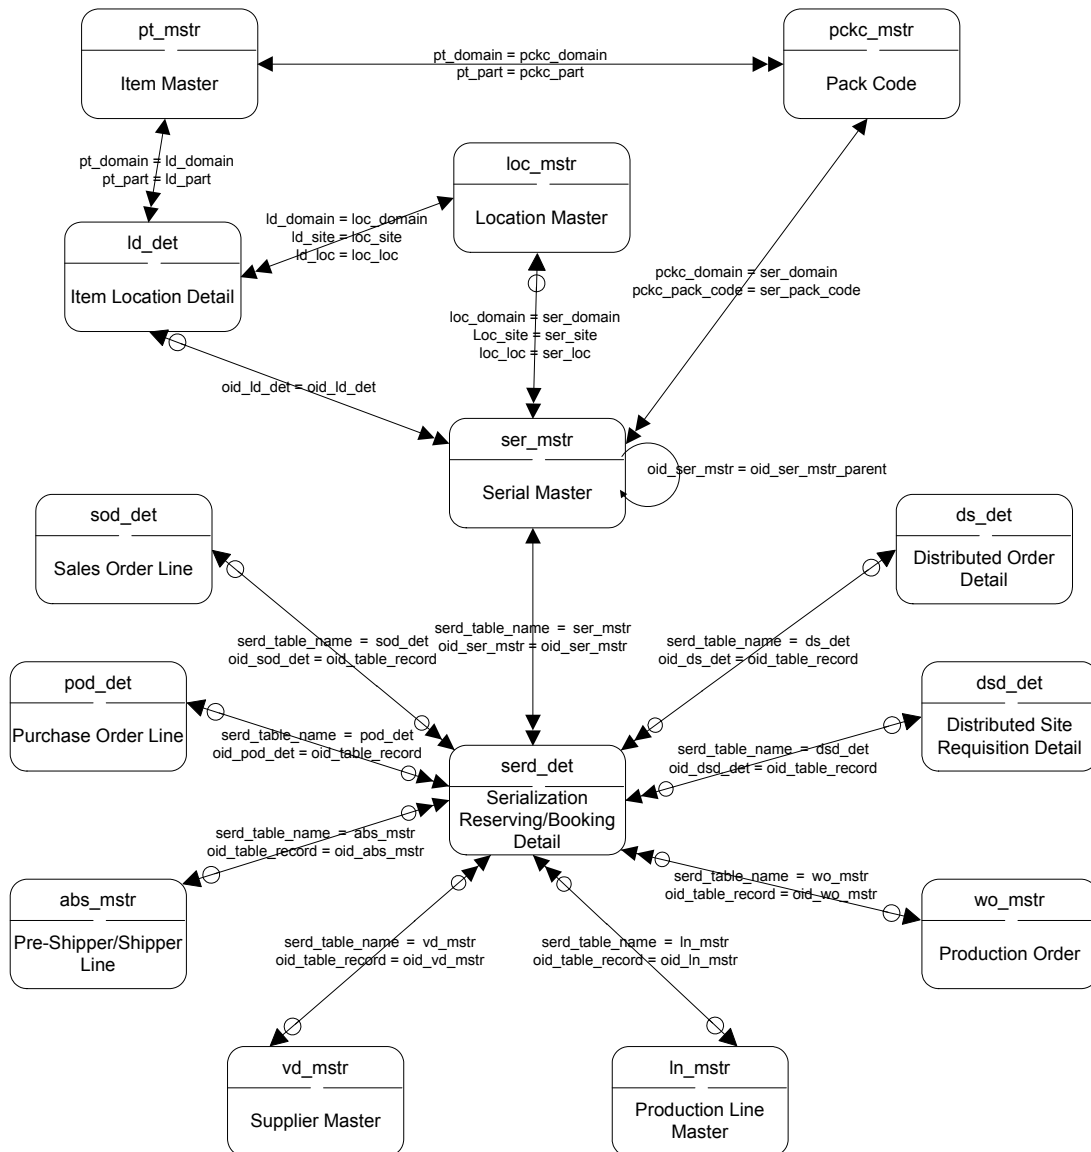 pt_mstr
Item Master
pckc_mstr
Pack Code
pt_domain = pckc_domain
pt_part = pckc_part
pt_domain = ld_domain
pt_part = ld_part
loc_mstr
Location Master
ld_det
Item Location Detail
ld_domain = loc_domain
ld_site = loc_site
ld_loc = loc_loc
pckc_domain = ser_domain
pckc_pack_code = ser_pack_code
loc_domain = ser_domain
Loc_site = ser_site
loc_loc = ser_loc
oid_ld_det = oid_ld_det
ser_mstr
Serial Master
oid_ser_mstr = oid_ser_mstr_parent
sod_det
Sales Order Line
ds_det
Distributed Order
Detail
serd_table_name = sod_det
oid_sod_det = oid_table_record
serd_table_name = ser_mstr
oid_ser_mstr = oid_ser_mstr
serd_table_name = ds_det
oid_ds_det = oid_table_record
pod_det
Purchase Order Line
dsd_det
Distributed Site
Requisition Detail
serd_table_name = pod_det
oid_pod_det = oid_table_record
serd_table_name = dsd_det
oid_dsd_det = oid_table_record
serd_det
Serialization
Reserving/Booking
Detail
serd_table_name = abs_mstr
oid_table_record = oid_abs_mstr
serd_table_name = wo_mstr
oid_table_record = oid_wo_mstr
abs_mstr
Pre-Shipper/Shipper
Line
wo_mstr
Production Order
serd_table_name = vd_mstr
oid_table_record = oid_vd_mstr
serd_table_name = ln_mstr
oid_table_record = oid_ln_mstr
vd_mstr
Supplier Master
ln_mstr
Production Line
Master